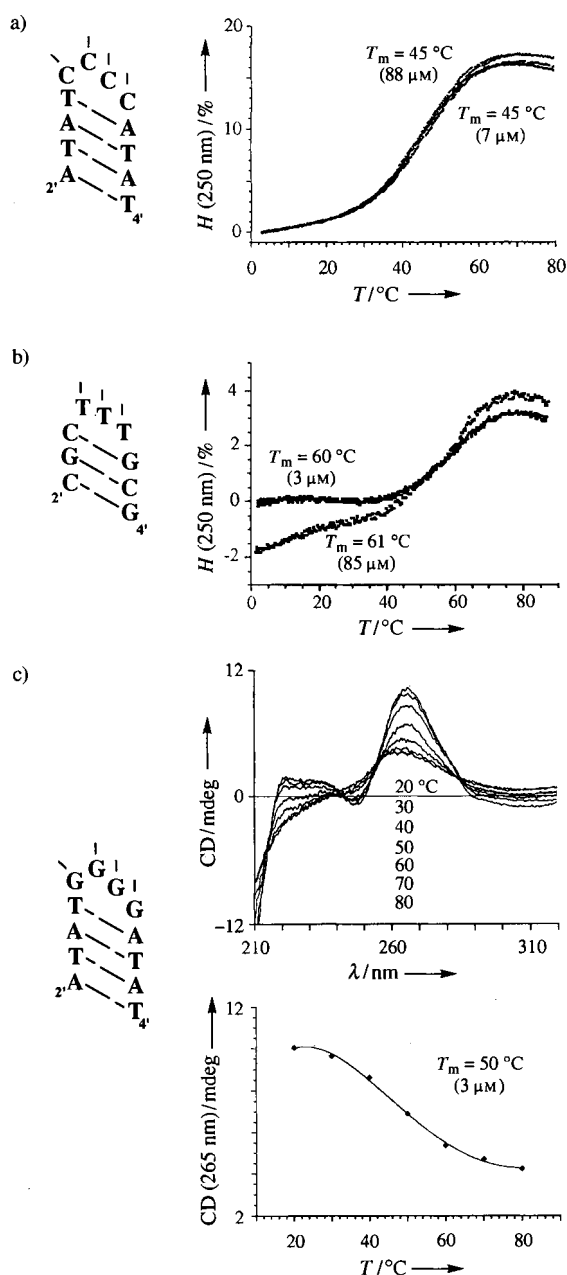 a)
C C C C
T A
A T
T A
2' A T 4'
H (250 nm) / %
20
10
0
Tm = 45 °C
(88 μM)
Tm = 45 °C
(7 μM)
0 20 40 60 80
T/°C
b)
T T T
C G
G C
2' C G 4'
H (250 nm) / %
4
2
0
-2
Tm = 60 °C
(3 μM)
Tm = 61 °C
(85 μM)
0 20 40 60 80
T/°C
c)
G G G G
T A
A T
T A
2' A T 4'
CD / mdeg
12
0
-12
20 °C
30
40
50
60
70
80
210 260 310
λ/nm
CD (265 nm) / mdeg
12
2
Tm = 50 °C
(3 μM)
20 40 60 80
T/°C